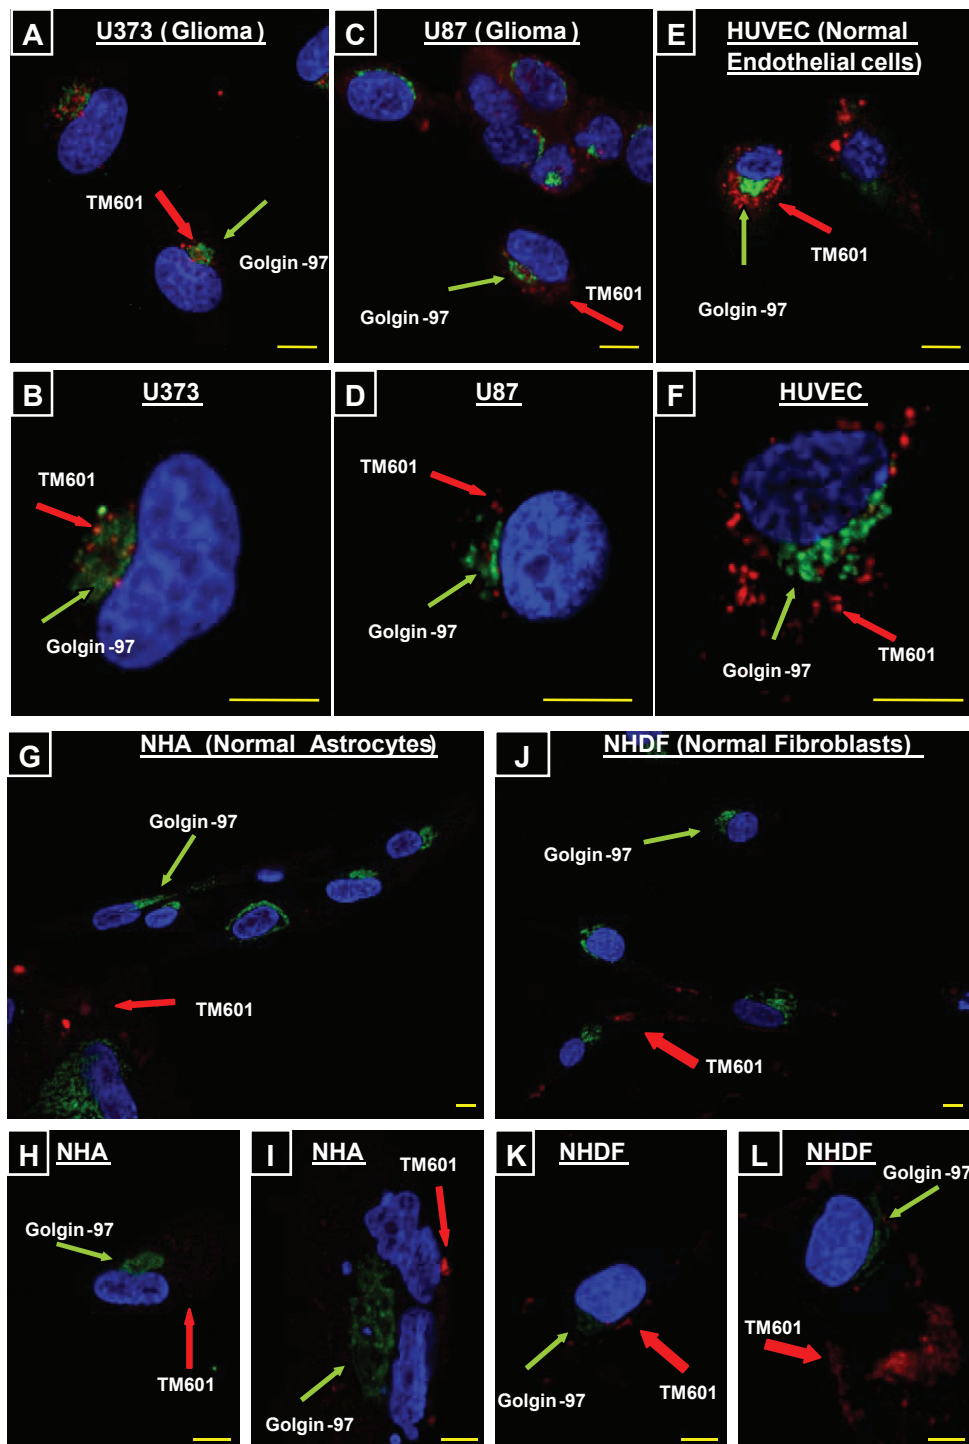 A
U373 (Glioma)
TM601
Golgin-97
C
U87 (Glioma)
Golgin-97
TM601
E
HUVEC (Normal
Endothelial cells)
TM601
Golgin-97
B
U373
TM601
Golgin-97
D
U87
TM601
Golgin-97
F
HUVEC
TM601
Golgin-97
G
NHA (Normal Astrocytes)
Golgin-97
TM601
J
NHDF (Normal Fibroblasts)
Golgin-97
TM601
H
NHA
Golgin-97
TM601
I
NHA
TM601
Golgin-97
K
NHDF
Golgin-97
TM601
L
NHDF
Golgin-97
TM601